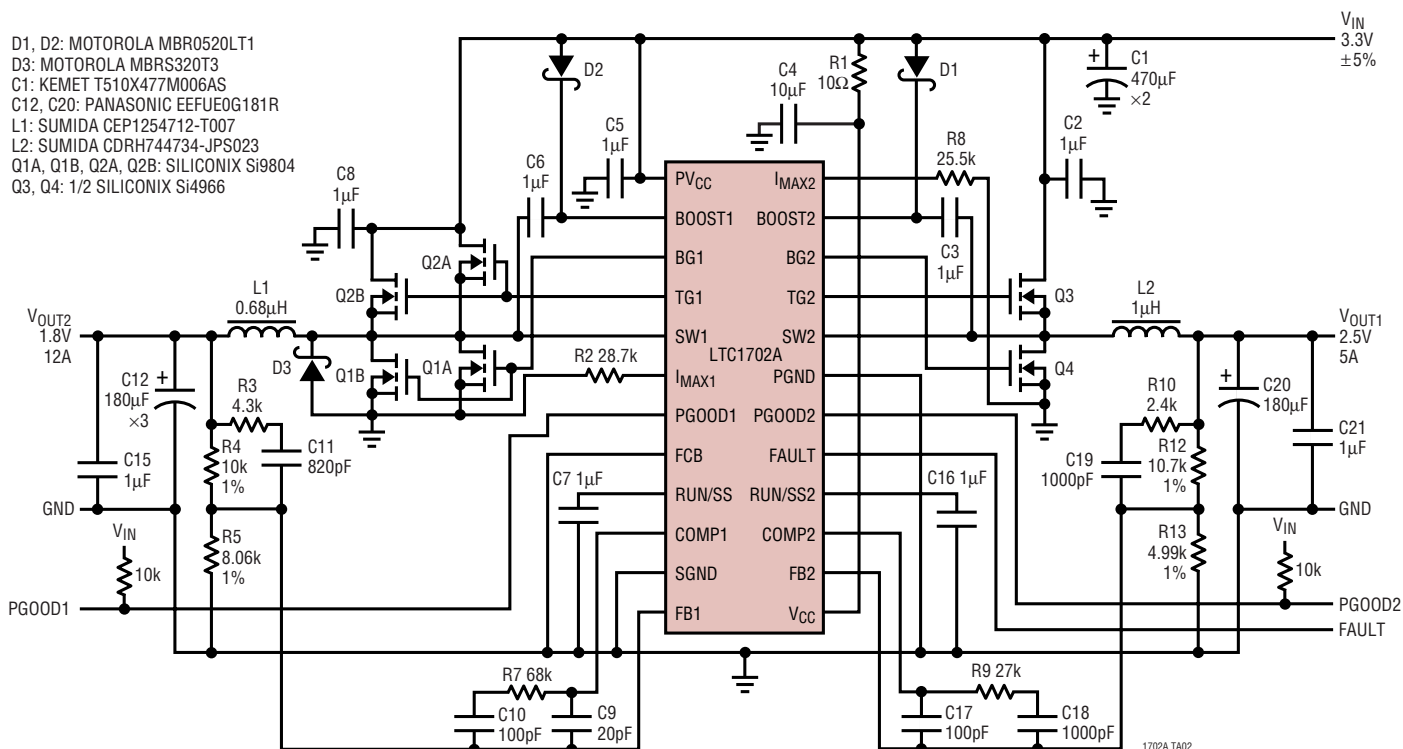 D1, D2: MOTOROLA MBR0520LT1
D3: MOTOROLA MBRS320T3
C1: KEMET T510X477M006AS
C12, C20: PANASONIC EEFUE0G181R
L1: SUMIDA CEP1254712-T007
L2: SUMIDA CDRH744734-JPS023
Q1A, Q1B, Q2A, Q2B: SILICONIX Si9804
Q3, Q4: 1/2 SILICONIX Si4966
VIN
3.3V
±5%
C1
470µF
×2
+
D2
C4
10µF
R1
10Ω
D1
C2
1µF
C5
1µF
C6
1µF
C8
1µF
R8
25.5k
C3
1µF
Q2A
Q2B
Q1B
Q1A
D3
L1
0.68µH
VOUT2
1.8V
12A
R2 28.7k
LTC1702A
PVCC
BOOST1
BG1
TG1
SW1
IMAX1
PGOOD1
FCB
RUN/SS
COMP1
SGND
FB1
IMAX2
BOOST2
BG2
TG2
SW2
PGND
PGOOD2
FAULT
RUN/SS2
COMP2
FB2
VCC
Q3
Q4
L2
1µH
VOUT1
2.5V
5A
C12
180µF
×3
+
R3
4.3k
R4
10k
1%
C11
820pF
C15
1µF
GND
VIN
10k
R5
8.06k
1%
PGOOD1
C7 1µF
C16 1µF
R10
2.4k
C19
1000pF
R12
10.7k
1%
+
C20
180µF
C21
1µF
GND
R13
4.99k
1%
VIN
10k
PGOOD2
FAULT
R7 68k
C10
100pF
C9
20pF
R9 27k
C17
100pF
C18
1000pF
1702A TA02